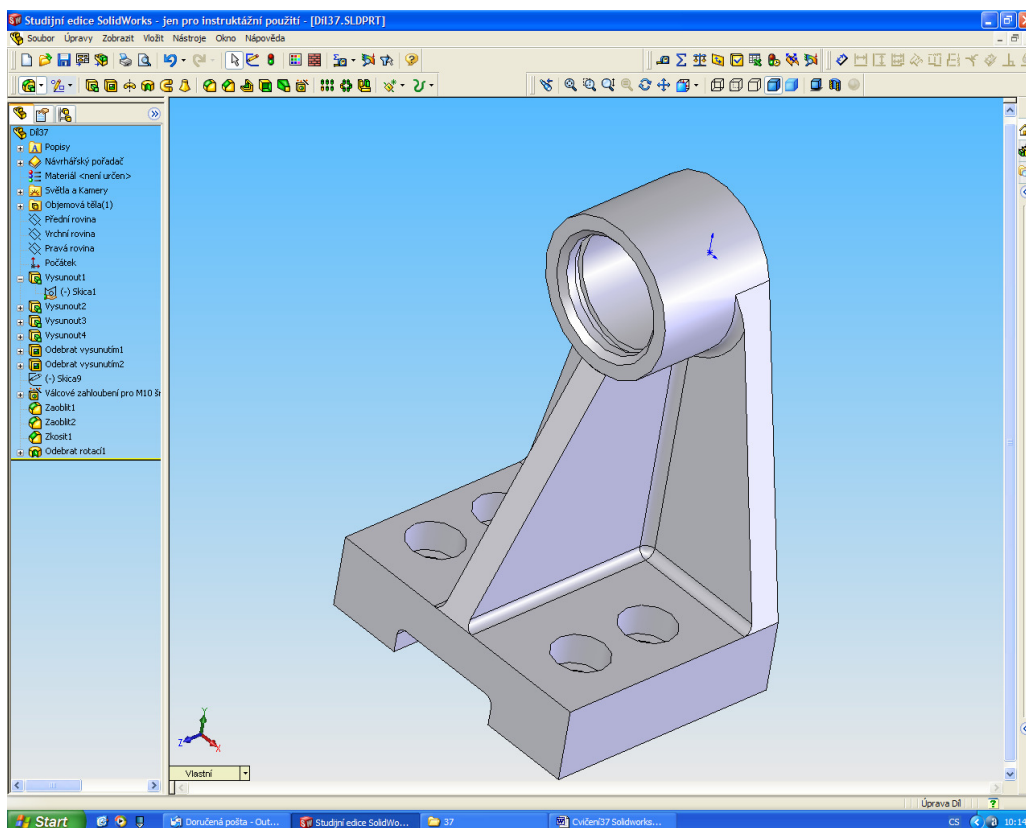 Studijní edice SolidWorks - jen pro instruktážní použití - [Díl37.SLDPRT]
Soubor Úpravy Zobrazit Vložit Nástroje Okno Nápověda
Díl37
Popisy
Návrhářský pořadač
Materiál <není určen>
Světla a Kamery
Objemová těla(1)
Přední rovina
Vrchní rovina
Pravá rovina
Počátek
Vysunout1
(-) Skica1
Vysunout2
Vysunout3
Vysunout4
Odebrat vysunutím1
Odebrat vysunutím2
(-) Skica9
Válcové zahloubení pro M10 šr
Zaoblit1
Zaoblit2
Zkosit1
Odebrat rotací1
Y
Z
X
Vlastní
Úprava Díl
Start
Doručená pošta - Out...
Studijní edice SolidWo...
37
Cvičení37 Solidworks...
CS
10:14